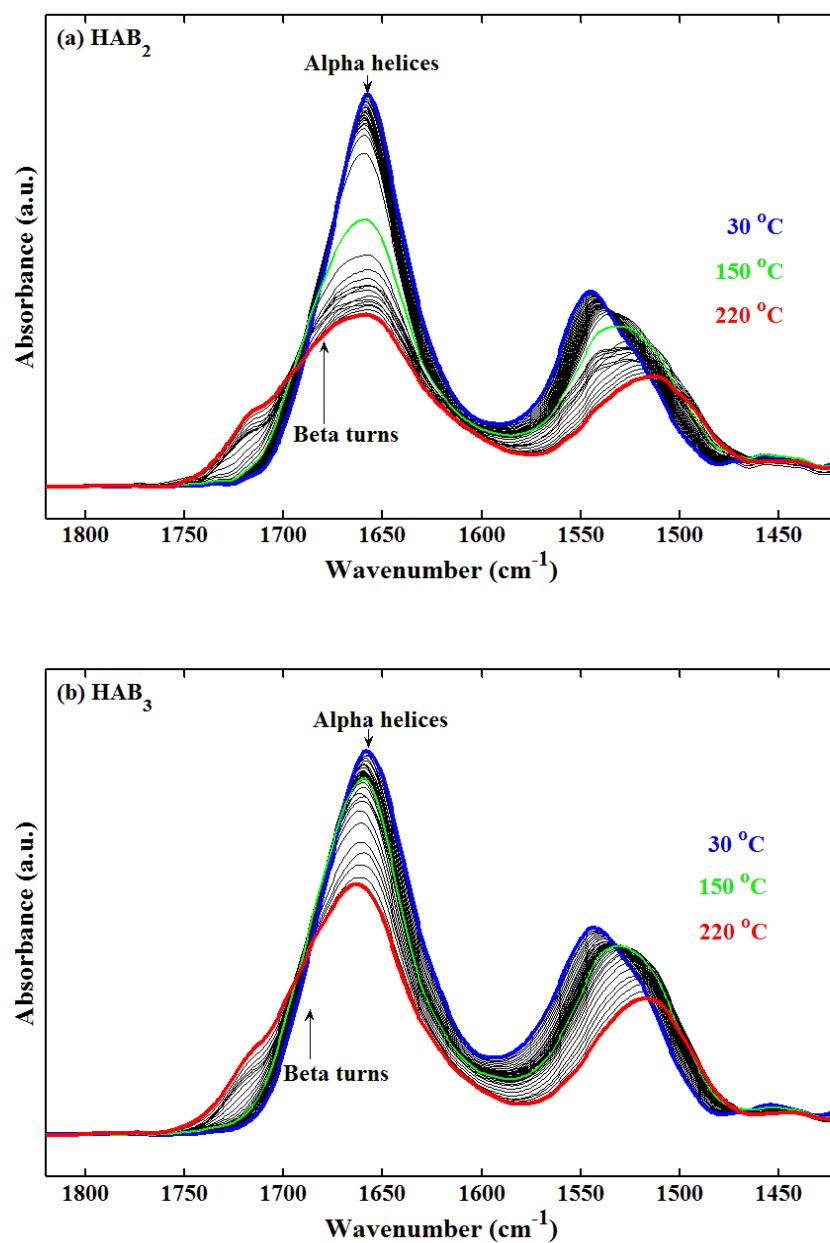 (a) HAB2
Alpha helices
30 °C
150 °C
220 °C
Beta turns
Absorbance (a.u.)
1800 1750 1700 1650 1600 1550 1500 1450
Wavenumber (cm-1)
(b) HAB3
Alpha helices
30 °C
150 °C
220 °C
Beta turns
Absorbance (a.u.)
1800 1750 1700 1650 1600 1550 1500 1450
Wavenumber (cm-1)